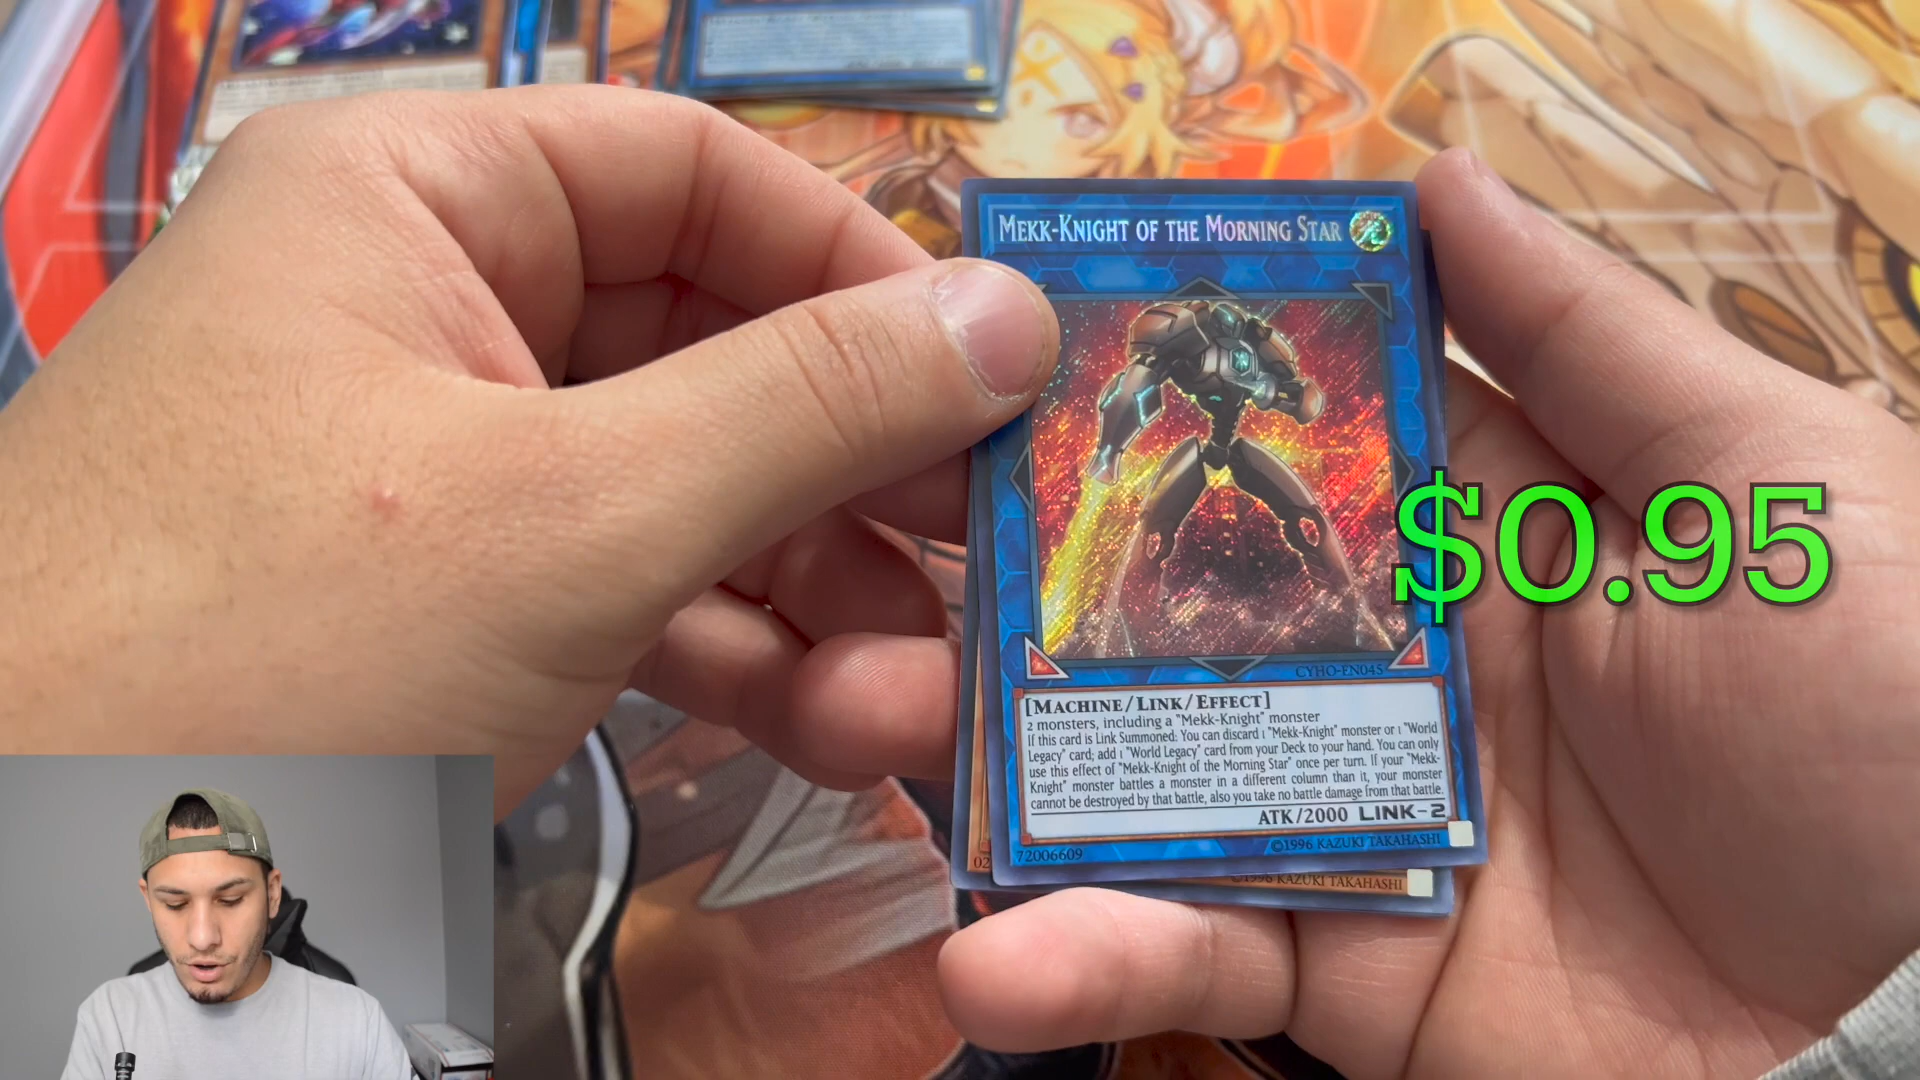 MEKK-KNIGHT OF THE MORNING STAR
$0.95
CYHO-EN045
[MACHINE/LINK/EFFECT]
2 monsters, including a "Mekk-Knight" monster
If this card is Link Summoned: You can discard 1 "Mekk-Knight" monster or 1 "World
Legacy" card; add 1 "World Legacy" card from your Deck to your hand. You can only
use this effect of "Mekk-Knight of the Morning Star" once per turn. If your "Mekk-
Knight" monster battles a monster in a different column than it, your monster
cannot be destroyed by that battle, also you take no battle damage from that battle.
ATK/2000 LINK-2
72006609
©1996 KAZUKI TAKAHASHI
02
©1996 KAZUKI TAKAHASHI